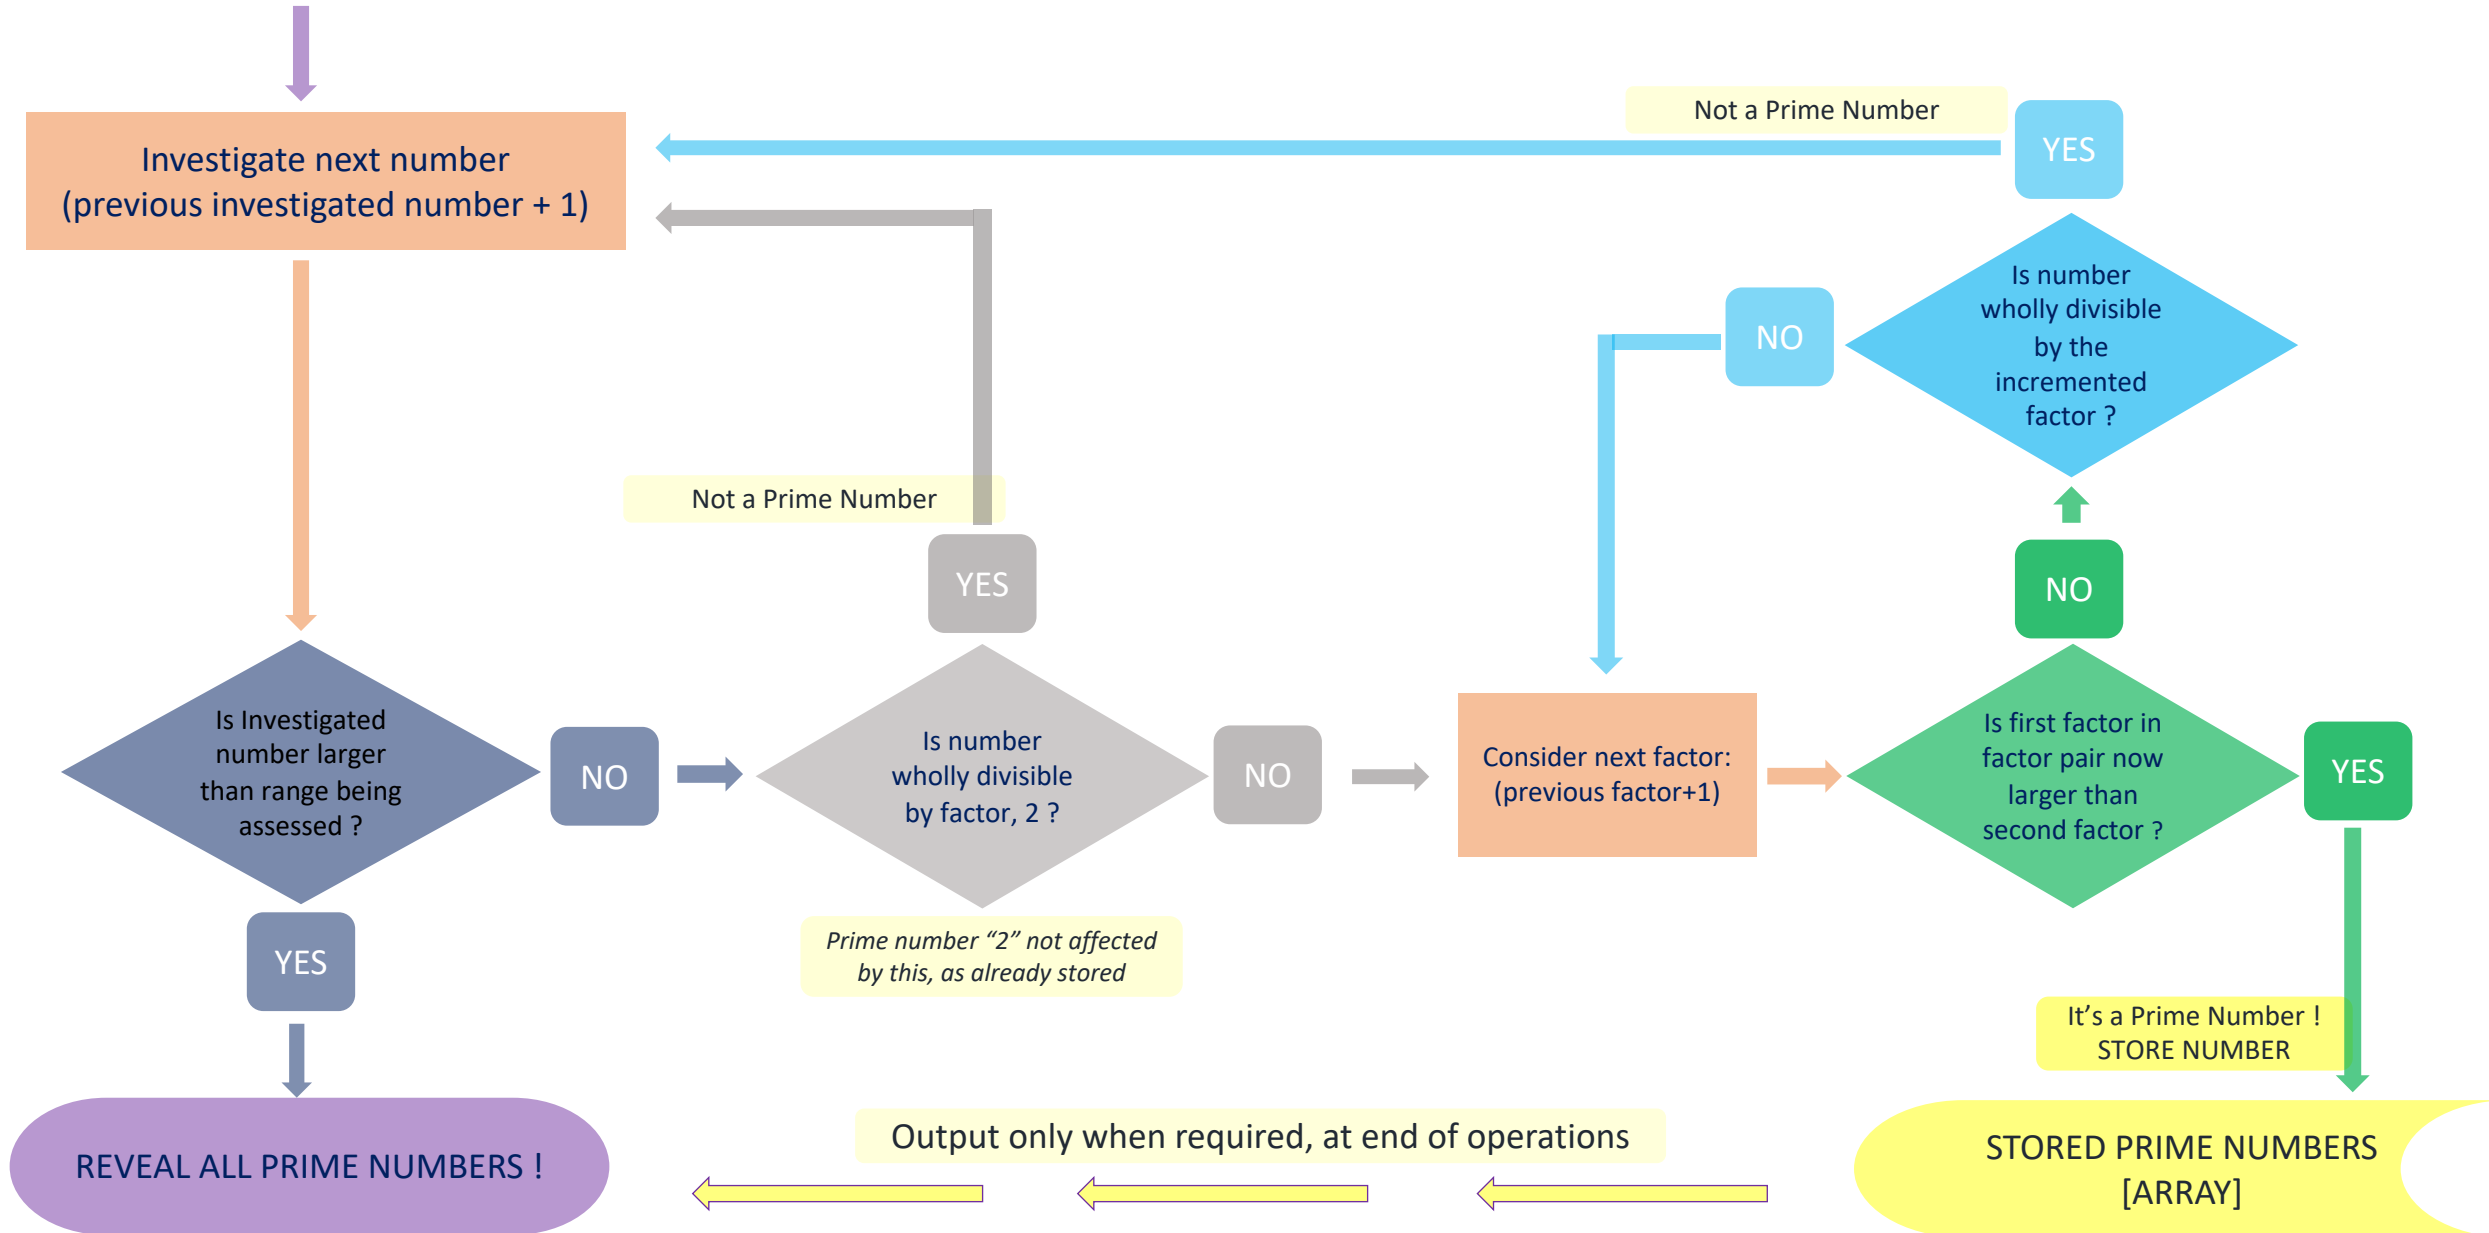 Investigate next number
(previous investigated number + 1)
Not a Prime Number
YES
Is number
wholly divisible
by the
incremented
factor ?
NO
Not a Prime Number
YES
NO
Is Investigated
number larger
than range being
assessed ?
NO
Is number
wholly divisible
by factor, 2 ?
NO
Consider next factor:
(previous factor+1)
Is first factor in
factor pair now
larger than
second factor ?
YES
Prime number “2” not affected
by this, as already stored
YES
It’s a Prime Number !
STORE NUMBER
REVEAL ALL PRIME NUMBERS !
Output only when required, at end of operations
STORED PRIME NUMBERS
[ARRAY]